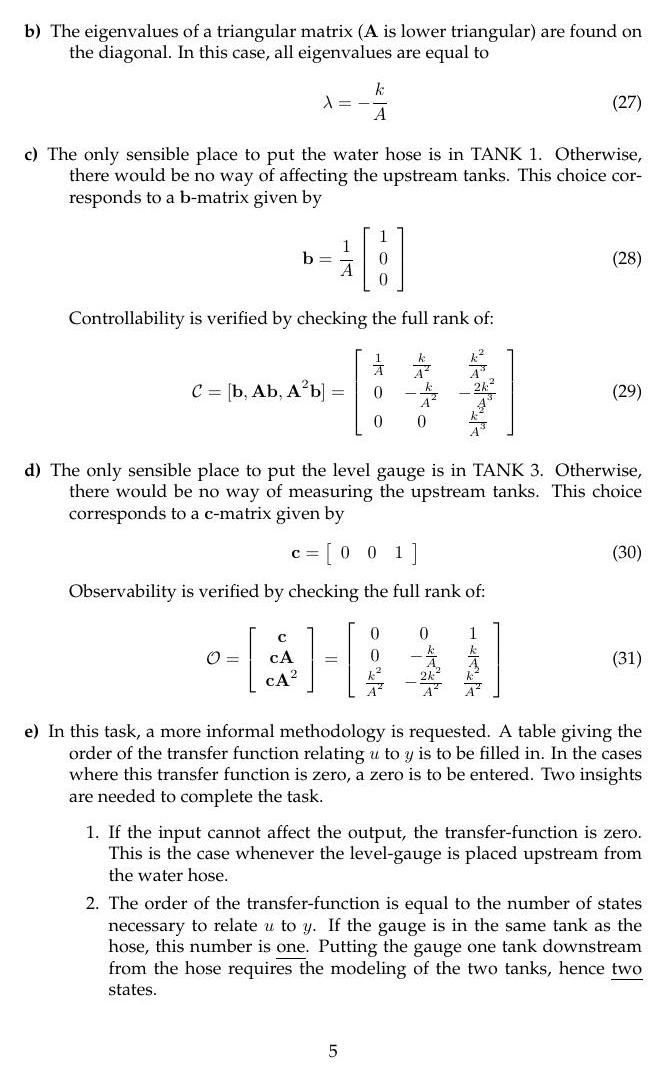 b) The eigenvalues of a triangular matrix (A is lower triangular) are found on
the diagonal. In this case, all eigenvalues are equal to
λ = −k/A (27)
c) The only sensible place to put the water hose is in TANK 1. Otherwise,
there would be no way of affecting the upstream tanks. This choice cor-
responds to a b-matrix given by
b = 1/A [ 1 ; 0 ; 0 ] (28)
Controllability is verified by checking the full rank of:
𝒞 = [b, Ab, A²b] = [ 1/A k/A² k²/A³ ; 0 −k/A² −2k²/A³ ; 0 0 k²/A³ ] (29)
d) The only sensible place to put the level gauge is in TANK 3. Otherwise,
there would be no way of measuring the upstream tanks. This choice
corresponds to a c-matrix given by
c = [ 0 0 1 ] (30)
Observability is verified by checking the full rank of:
𝒪 = [ c ; cA ; cA² ] = [ 0 0 1 ; 0 −k/A k/A ; k²/A² −2k²/A² k²/A² ] (31)
e) In this task, a more informal methodology is requested. A table giving the
order of the transfer function relating u to y is to be filled in. In the cases
where this transfer function is zero, a zero is to be entered. Two insights
are needed to complete the task.
1. If the input cannot affect the output, the transfer-function is zero.
This is the case whenever the level-gauge is placed upstream from
the water hose.
2. The order of the transfer-function is equal to the number of states
necessary to relate u to y. If the gauge is in the same tank as the
hose, this number is one. Putting the gauge one tank downstream
from the hose requires the modeling of the two tanks, hence two
states.
5